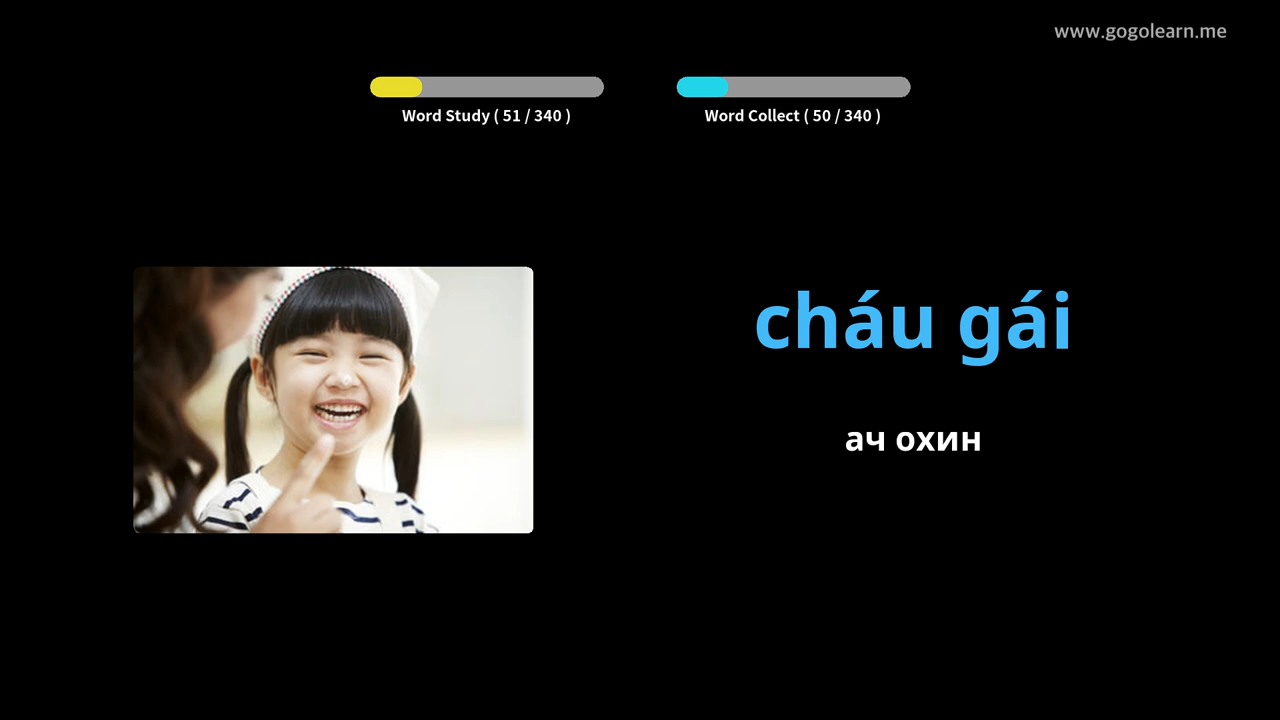 www.gogolearn.me
Word Study ( 51 / 340 )
Word Collect ( 50 / 340 )
cháu gái
ач охин